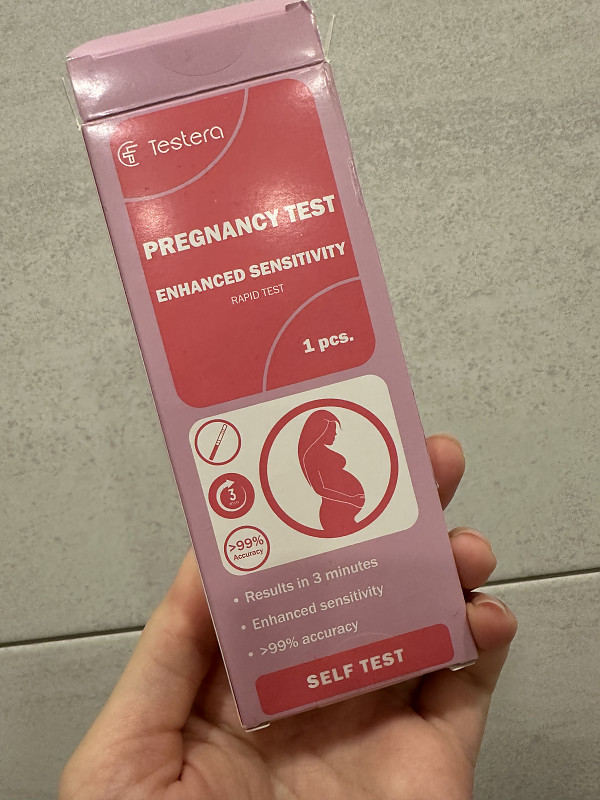 Testera
PREGNANCY TEST
ENHANCED SENSITIVITY
RAPID TEST
1 pcs.
3
>99%
Accuracy
• Results in 3 minutes
• Enhanced sensitivity
• >99% accuracy
SELF TEST